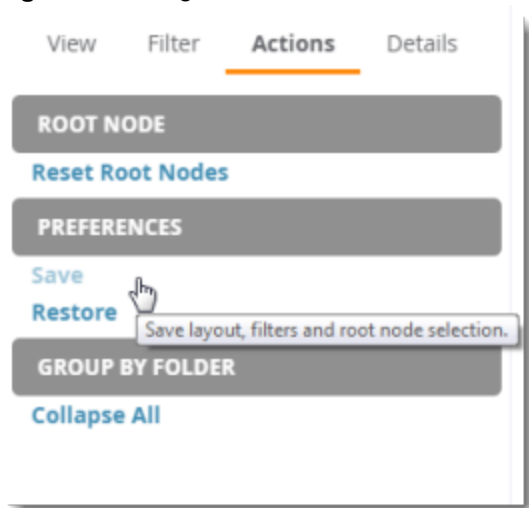 View Filter Actions Details
ROOT NODE
Reset Root Nodes
PREFERENCES
Save
Restore
Save layout, filters and root node selection.
GROUP BY FOLDER
Collapse All